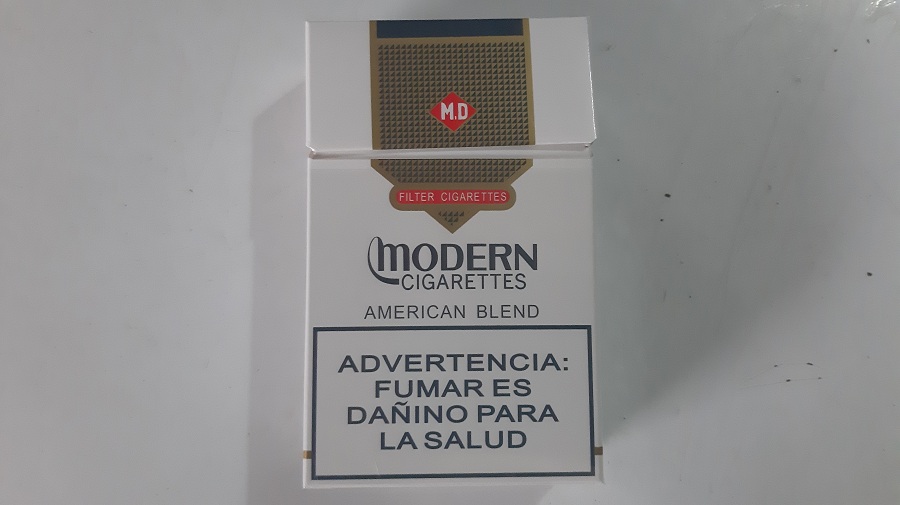 M.D
FILTER CIGARETTES
MODERN
CIGARETTES
AMERICAN BLEND
ADVERTENCIA:
FUMAR ES
DAÑINO PARA
LA SALUD